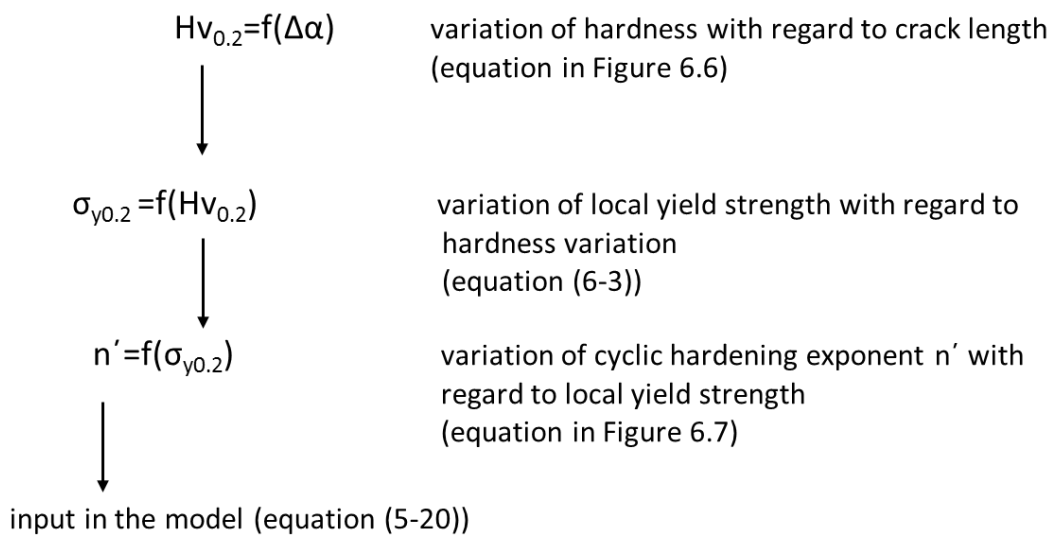 Hv0.2=f(Δα)
variation of hardness with regard to crack length
(equation in Figure 6.6)
σy0.2 =f(Hv0.2)
variation of local yield strength with regard to
hardness variation
(equation (6-3))
n´=f(σy0.2)
variation of cyclic hardening exponent n´ with
regard to local yield strength
(equation in Figure 6.7)
input in the model (equation (5-20))